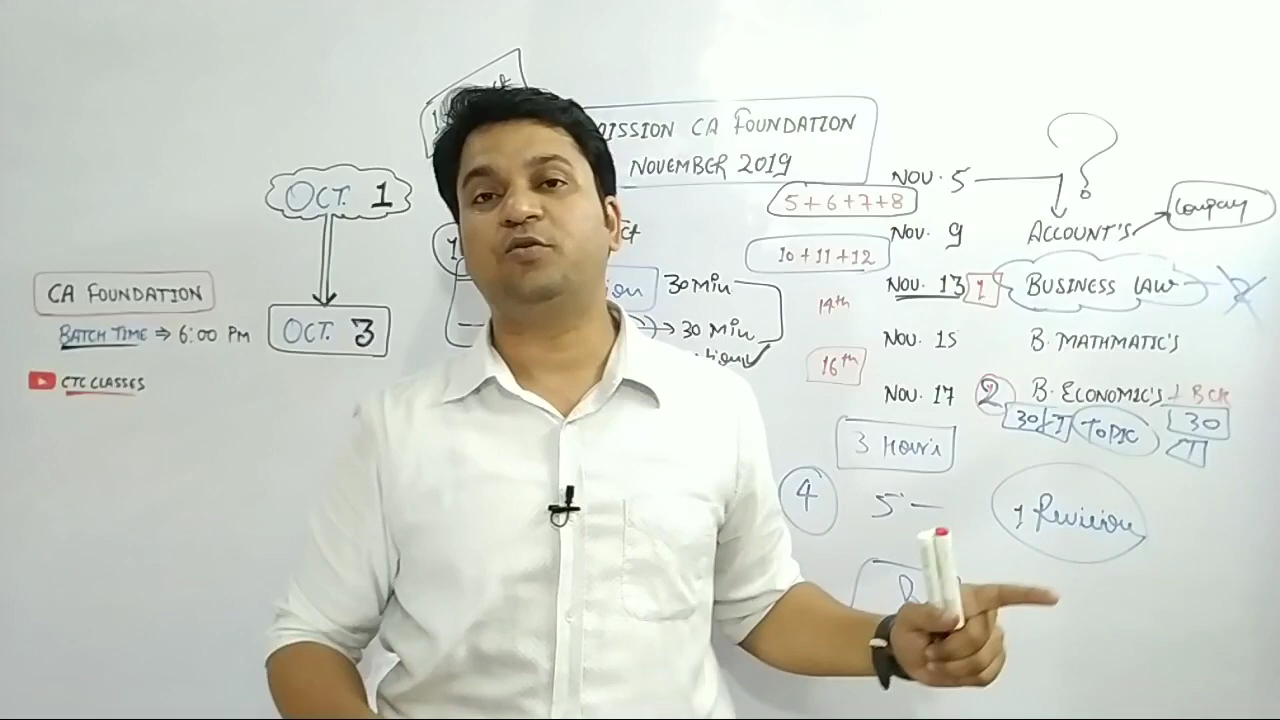 MISSION CA FOUNDATION
NOVEMBER 2019
OCT. 1
OCT. 3
CA FOUNDATION
BATCH TIME ⇒ 6:00 PM
CTC CLASSES
30 Min
30 Min
5+6+7+8
10+11+12
14th
16th
NOV. 5
NOV. 9 ACCOUNT'S Company
NOV. 13 1 BUSINESS LAW
NOV. 15 B. MATHMATIC'S
NOV. 17 2 B. ECONOMIC'S + BCK
30 TOPIC 30
3 Hours
4 5 — 1 Revision